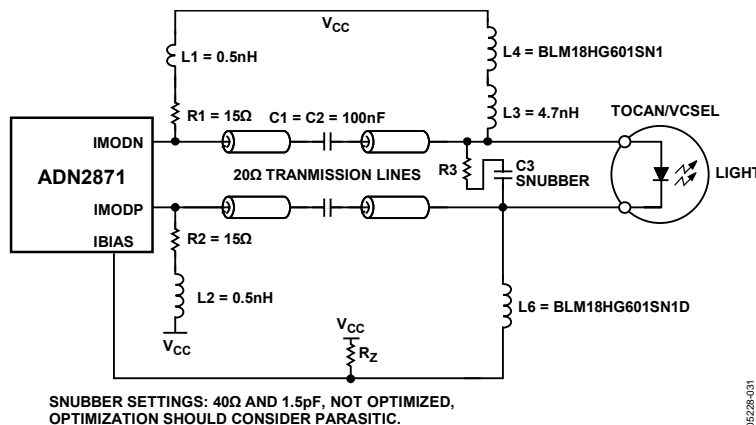 VCC
L1 = 0.5nH
L4 = BLM18HG601SN1
R1 = 15Ω
C1 = C2 = 100nF
L3 = 4.7nH
TOCAN/VCSEL
IMODN
ADN2871
20Ω TRANMISSION LINES
R3
C3
SNUBBER
LIGHT
IMODP
IBIAS
R2 = 15Ω
L2 = 0.5nH
L6 = BLM18HG601SN1D
VCC
VCC
RZ
SNUBBER SETTINGS: 40Ω AND 1.5pF, NOT OPTIMIZED,
OPTIMIZATION SHOULD CONSIDER PARASITIC.
05228-031